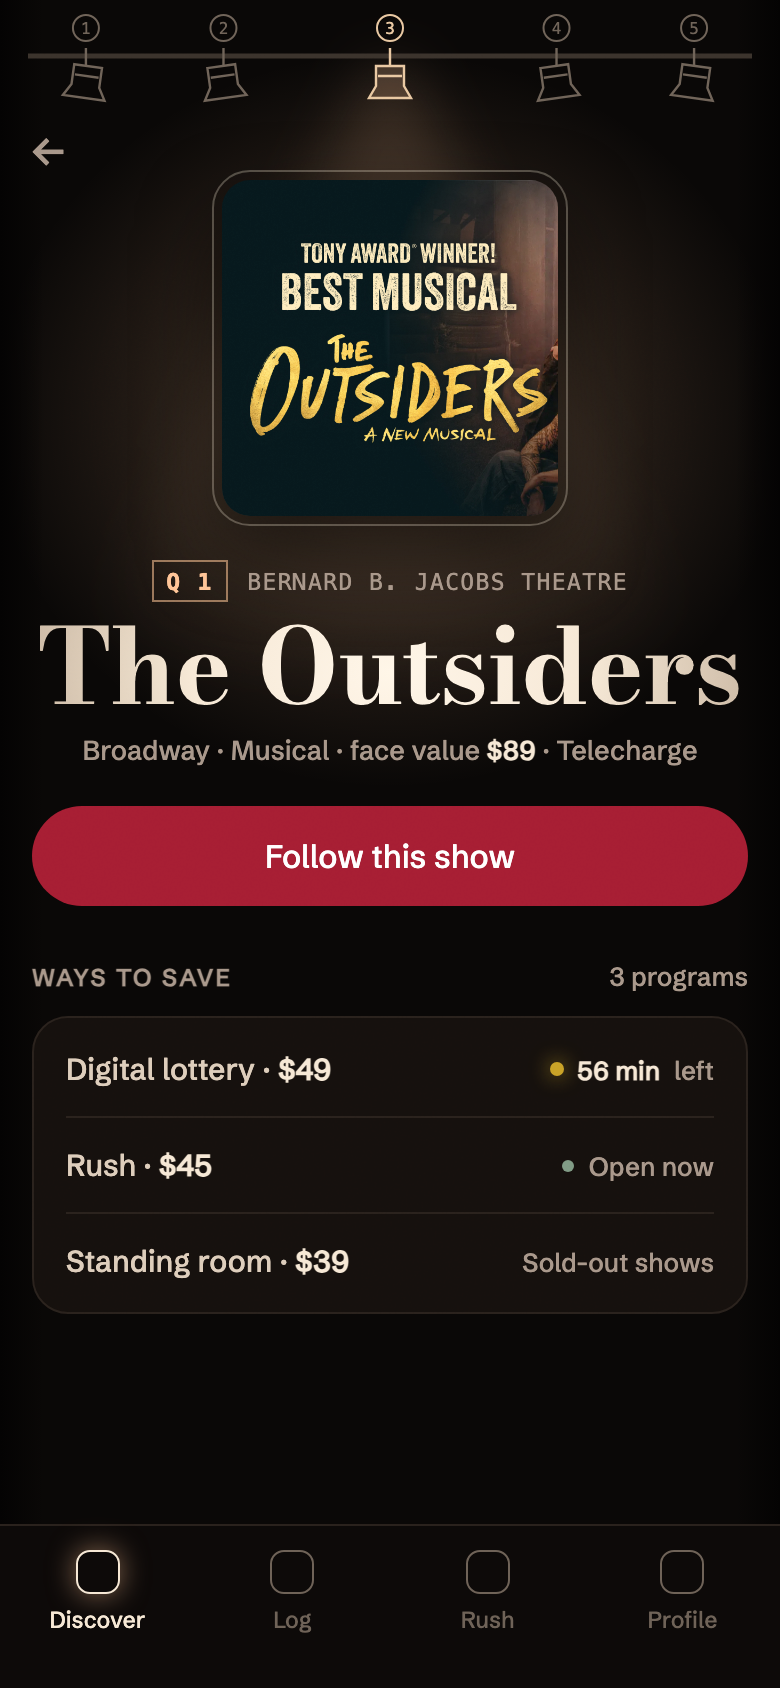 1 2 3 4 5
TONY AWARD® WINNER!
BEST MUSICAL
THE
OUTSIDERS
A NEW MUSICAL
Q 1 BERNARD B. JACOBS THEATRE
The Outsiders
Broadway · Musical · face value $89 · Telecharge
Follow this show
WAYS TO SAVE 3 programs
Digital lottery · $49 56 min left
Rush · $45 Open now
Standing room · $39 Sold-out shows
Discover Log Rush Profile